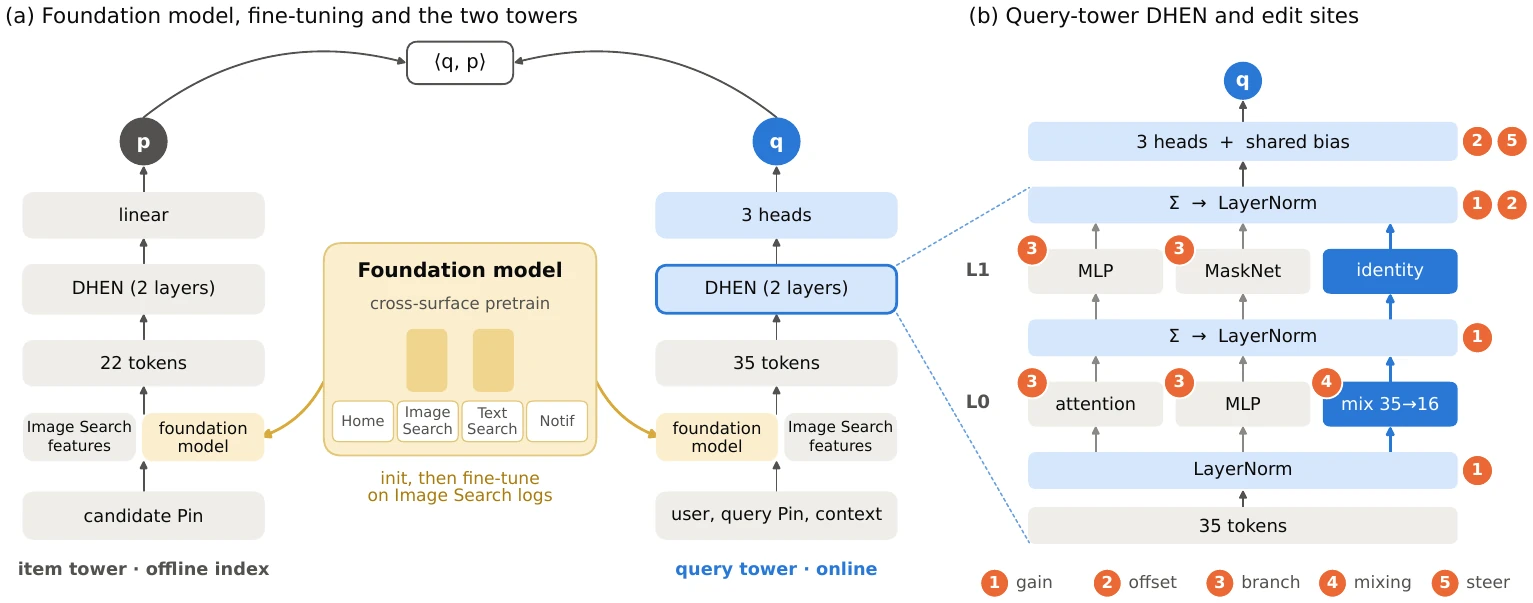 (a) Foundation model, fine-tuning and the two towers
⟨q, p⟩
p
linear
DHEN (2 layers)
22 tokens
Image Search
features
foundation
model
candidate Pin
item tower · offline index
Foundation model
cross-surface pretrain
Home
Image
Search
Text
Search
Notif
init, then fine-tune
on Image Search logs
q
3 heads
DHEN (2 layers)
35 tokens
foundation
model
Image Search
features
user, query Pin, context
query tower · online
(b) Query-tower DHEN and edit sites
q
3 heads + shared bias
2 5
Σ → LayerNorm
1 2
L1
3
MLP
3
MaskNet
identity
Σ → LayerNorm
1
L0
3
attention
3
MLP
4
mix 35→16
LayerNorm
1
35 tokens
1 gain 2 offset 3 branch 4 mixing 5 steer